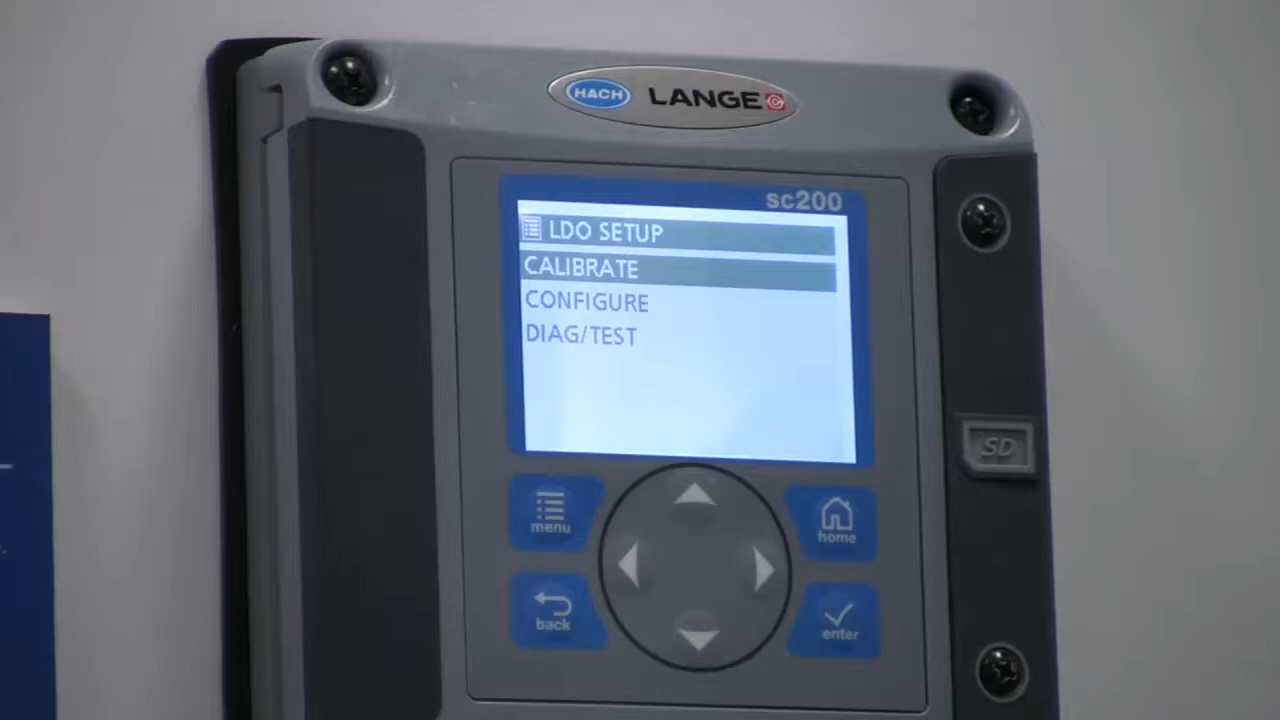 HACH LANGE
sc200
LDO SETUP
CALIBRATE
CONFIGURE
DIAG/TEST
SD
menu
home
back
enter